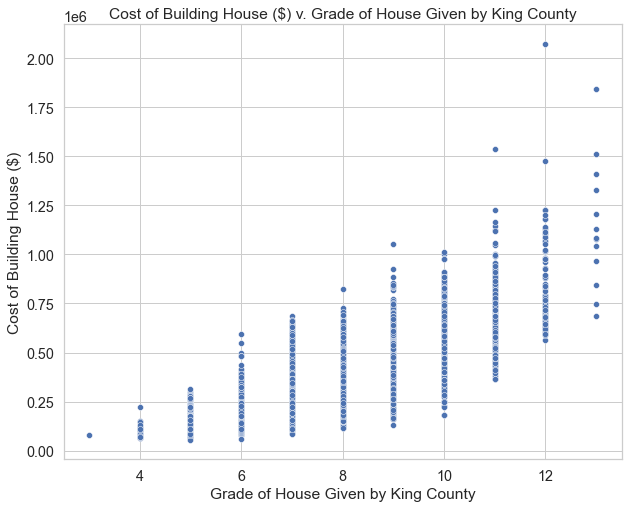 Cost of Building House ($) v. Grade of House Given by King County
1e6
2.00
1.75
1.50
1.25
1.00
0.75
0.50
0.25
0.00
Cost of Building House ($)
4 6 8 10 12
Grade of House Given by King County